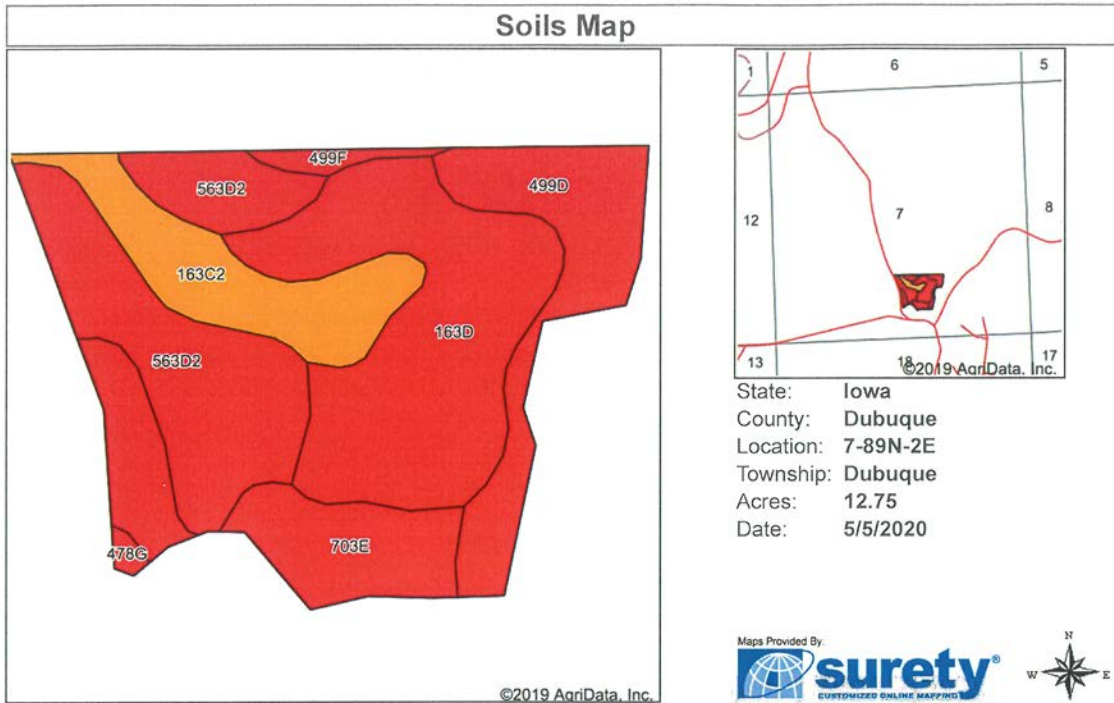 Soils Map
499F
563D2
499D
163C2
163D
563D2
478G
703E
©2019 AgriData, Inc.
1
6
5
12
7
8
13
18
17
©2019 AgriData, Inc.
State: Iowa
County: Dubuque
Location: 7-89N-2E
Township: Dubuque
Acres: 12.75
Date: 5/5/2020
Maps Provided By:
surety®
CUSTOMIZED ONLINE MAPPING
N
W E
S